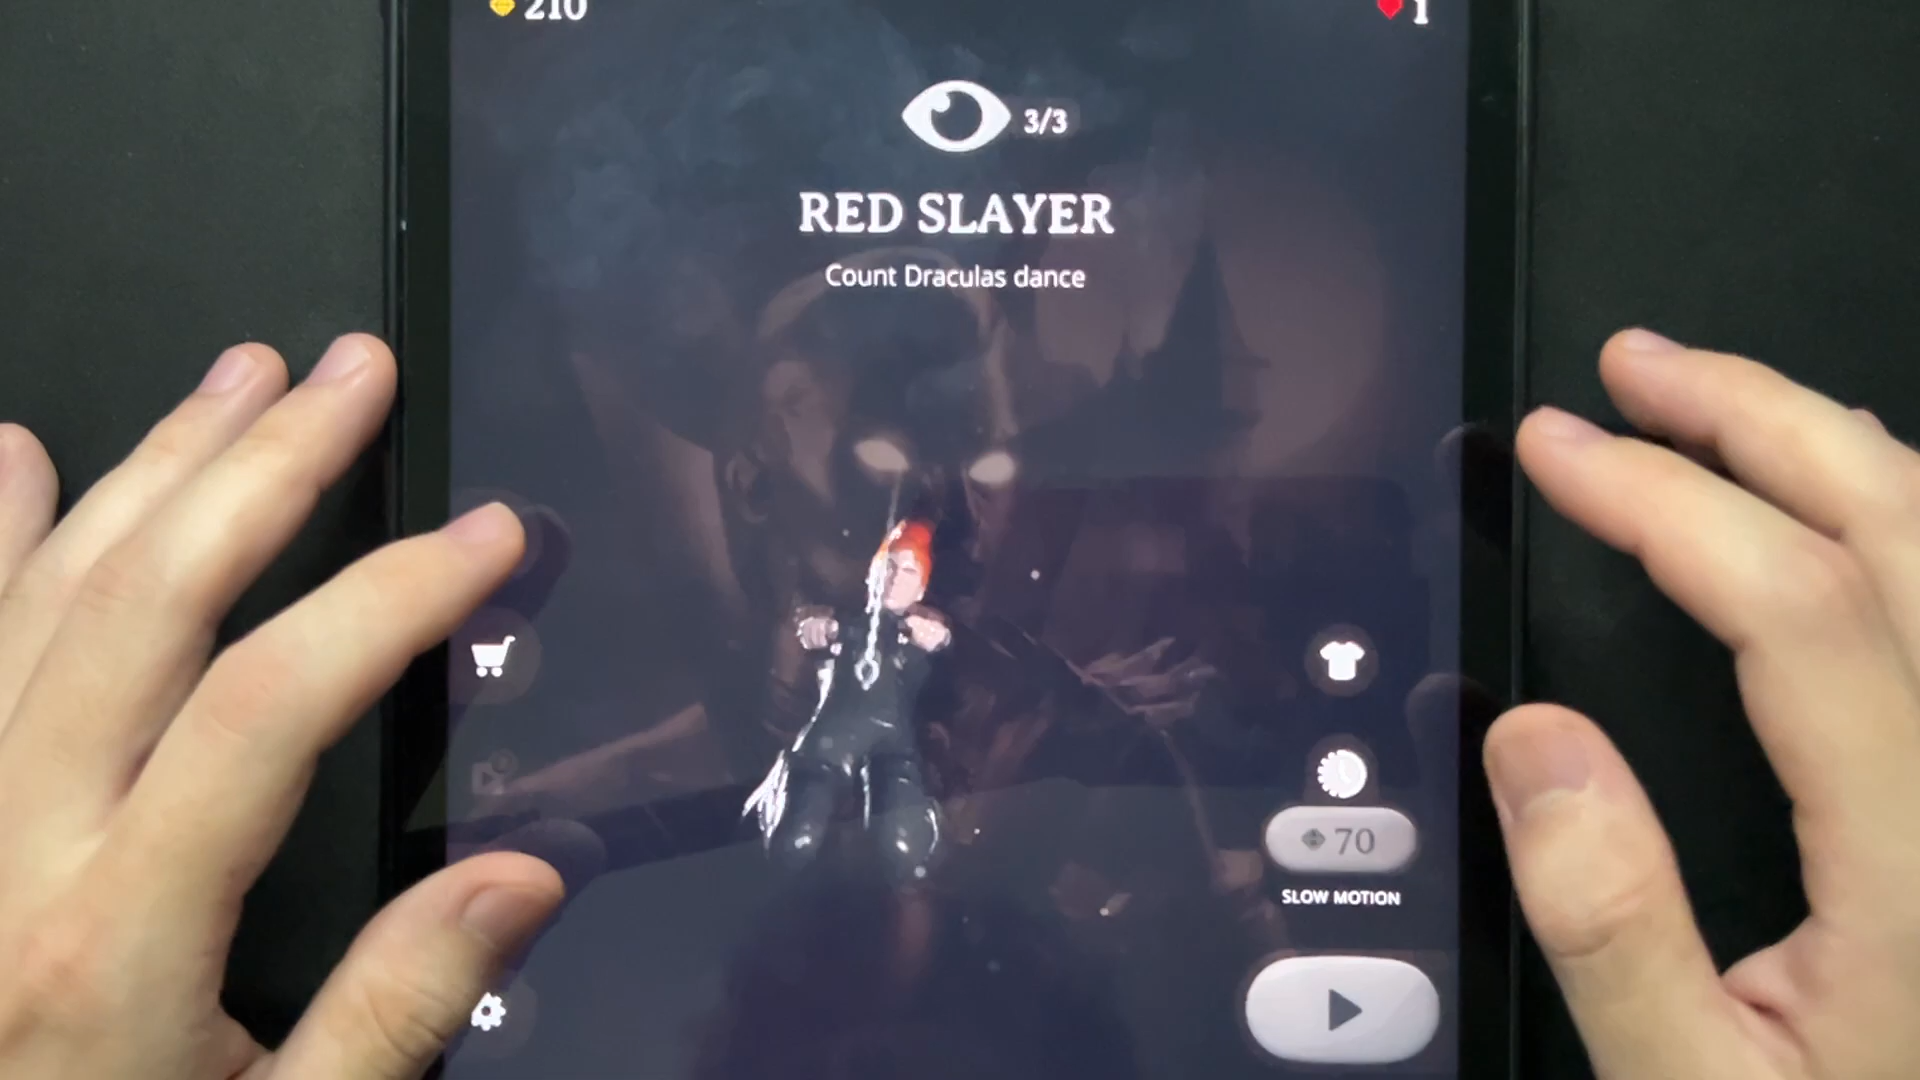 210
1
3/3
RED SLAYER
Count Draculas dance
70
SLOW MOTION